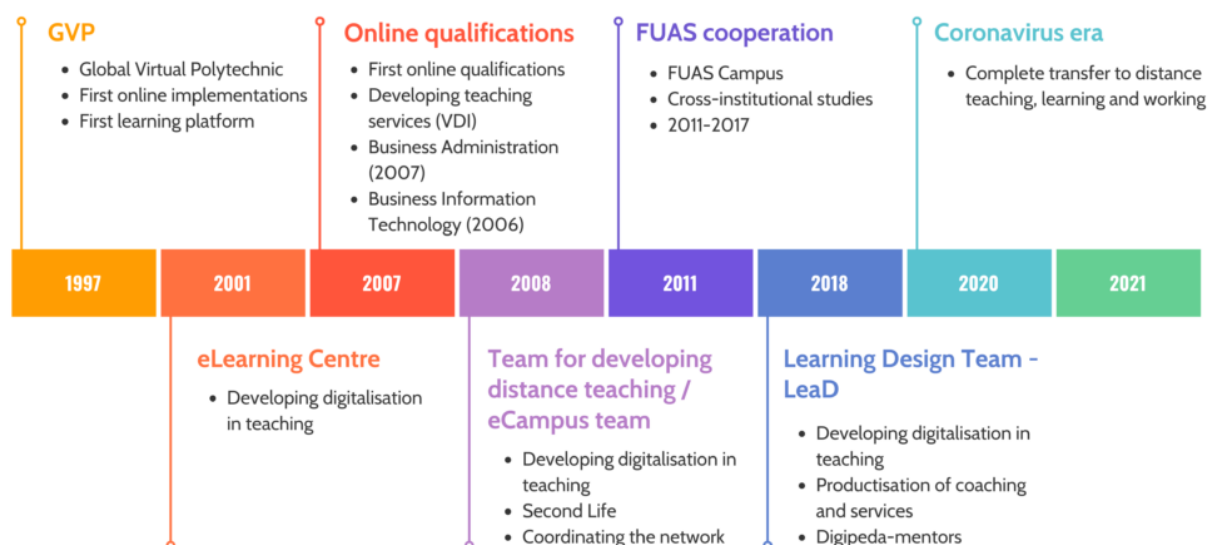 GVP
• Global Virtual Polytechnic
• First online implementations
• First learning platform
Online qualifications
• First online qualifications
• Developing teaching
services (VDI)
• Business Administration
(2007)
• Business Information
Technology (2006)
FUAS cooperation
• FUAS Campus
• Cross-institutional studies
• 2011-2017
Coronavirus era
• Complete transfer to distance
teaching, learning and working
1997
2001
2007
2008
2011
2018
2020
2021
eLearning Centre
• Developing digitalisation
in teaching
Team for developing
distance teaching /
eCampus team
• Developing digitalisation in
teaching
• Second Life
• Coordinating the network
Learning Design Team -
LeaD
• Developing digitalisation in
teaching
• Productisation of coaching
and services
• Digipeda-mentors